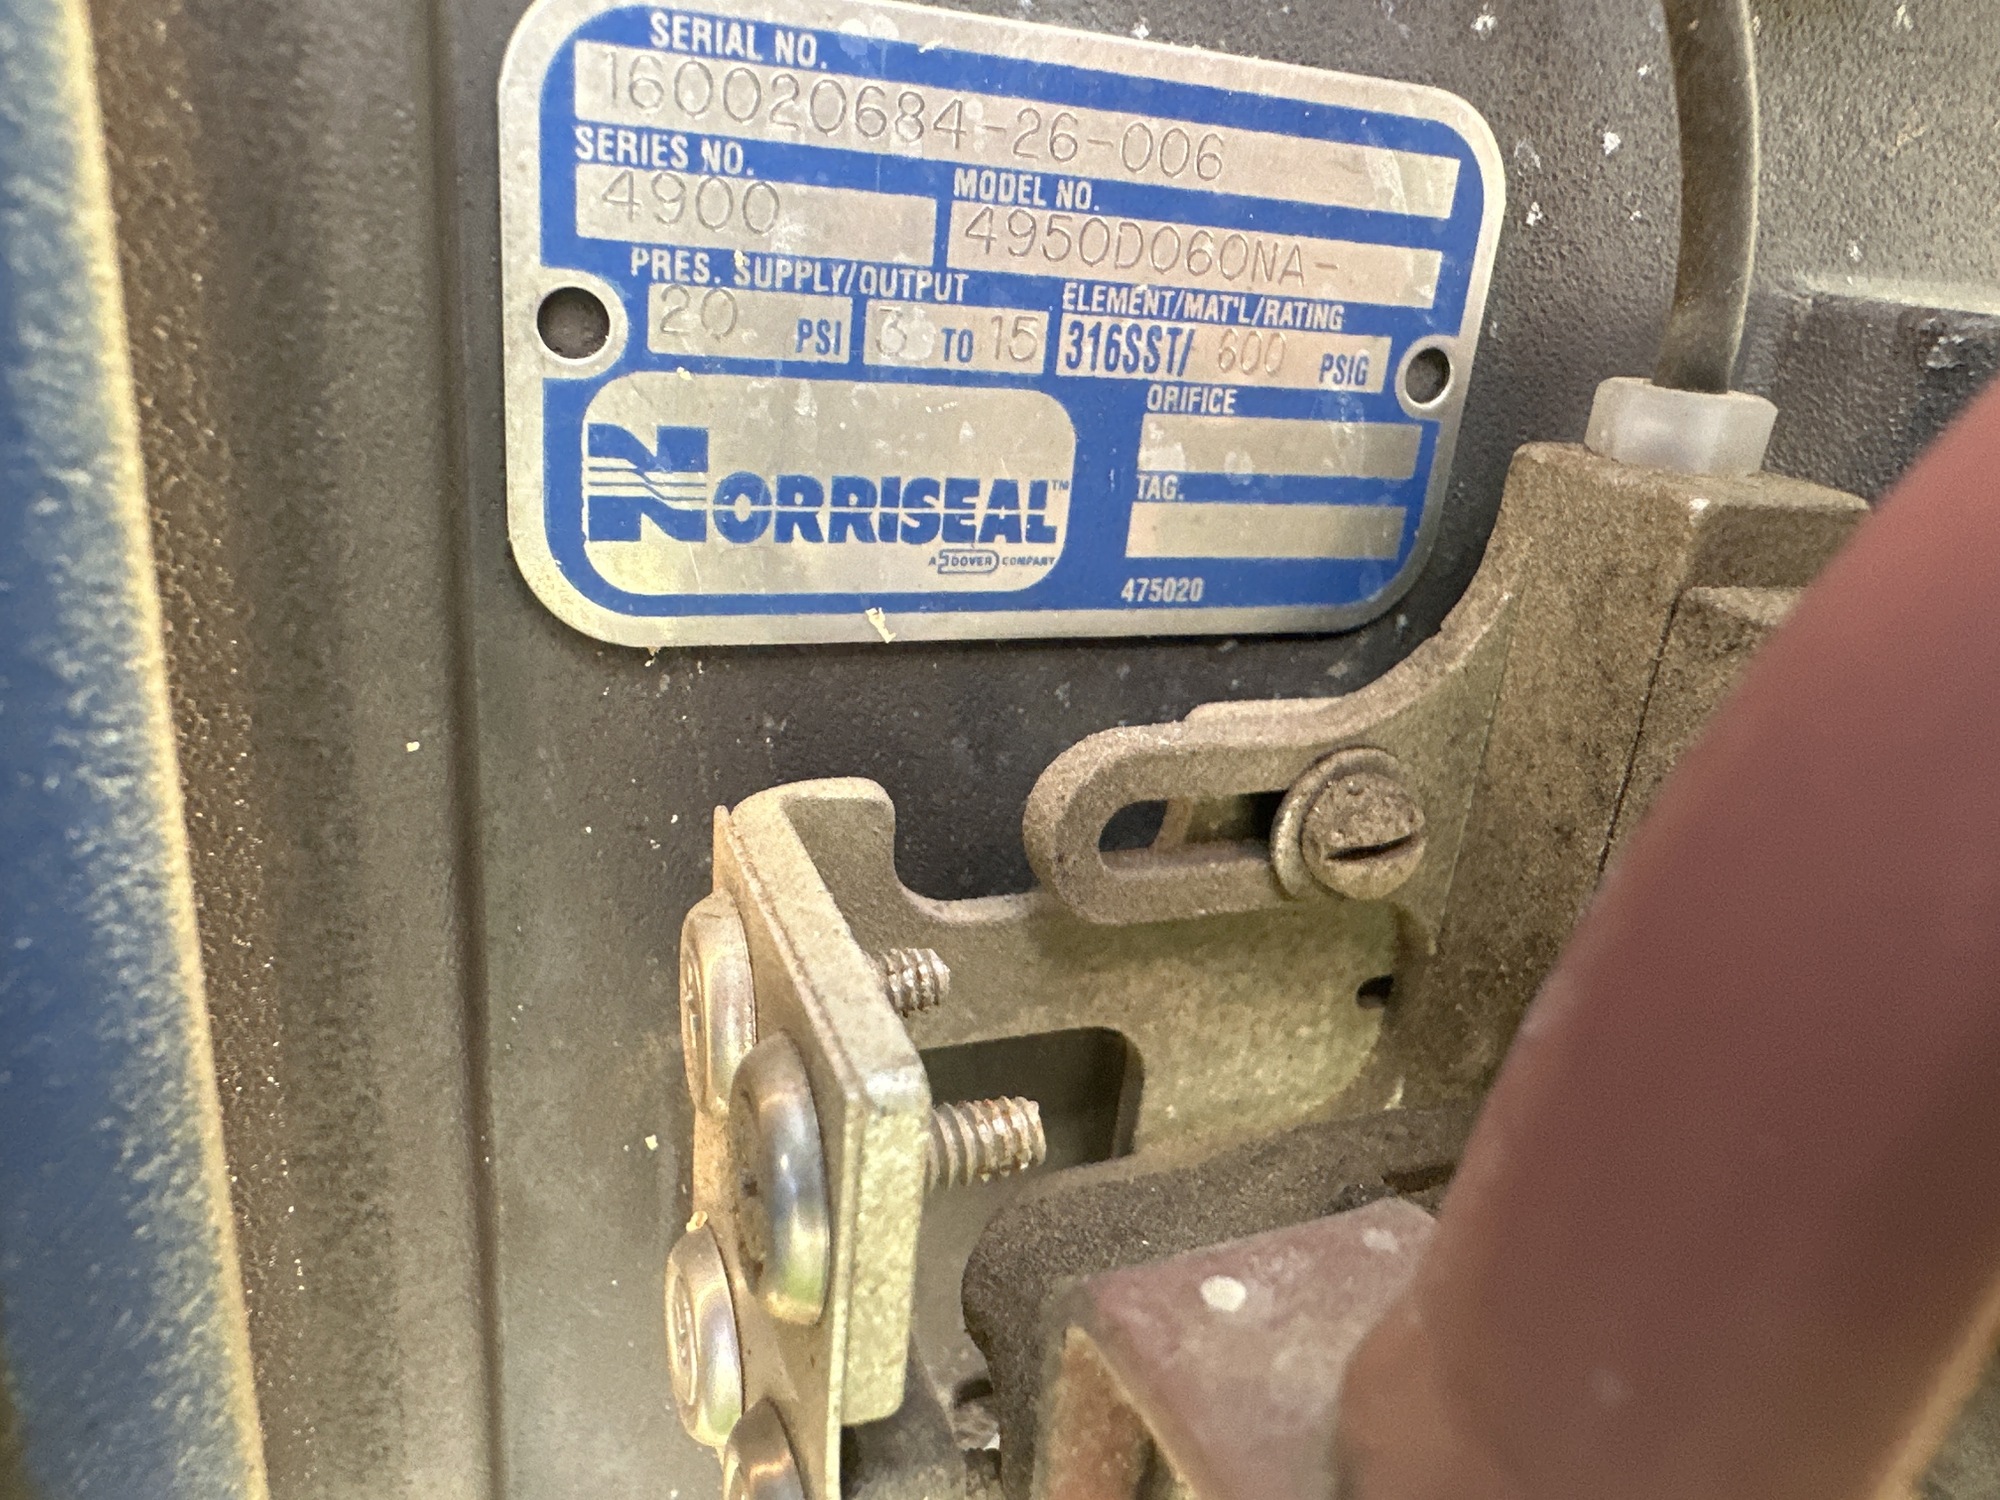 SERIAL NO.
160020684-26-006
SERIES NO.
MODEL NO.
4900
4950D060NA-
PRES. SUPPLY/OUTPUT
ELEMENT/MAT'L/RATING
20 PSI 3 TO 15
316SST/ 600 PSIG
ORIFICE
TAG.
NORRISEAL™
A DOVER COMPANY
475020